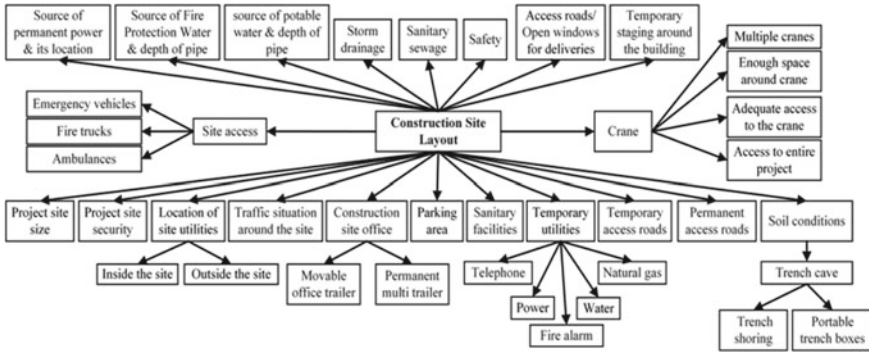 Source of
permanent power
& its location
Source of Fire
Protection Water &
depth of pipe
source of potable
water & depth of
pipe
Storm
drainage
Sanitary
sewage
Safety
Access roads/
Open windows
for deliveries
Temporary
staging around
the building
Multiple cranes
Enough space
around crane
Adequate access
to the crane
Access to entire
project
Emergency vehicles
Fire trucks
Ambulances
Site access
Construction Site
Layout
Crane
Project site
size
Project site
security
Location of
site utilities
Traffic situation
around the site
Construction
site office
Parking
area
Sanitary
facilities
Temporary
utilities
Temporary
access roads
Permanent
access roads
Soil conditions
Inside the site
Outside the site
Movable
office trailer
Permanent
multi trailer
Telephone
Power
Fire alarm
Water
Natural gas
Trench cave
Trench
shoring
Portable
trench boxes